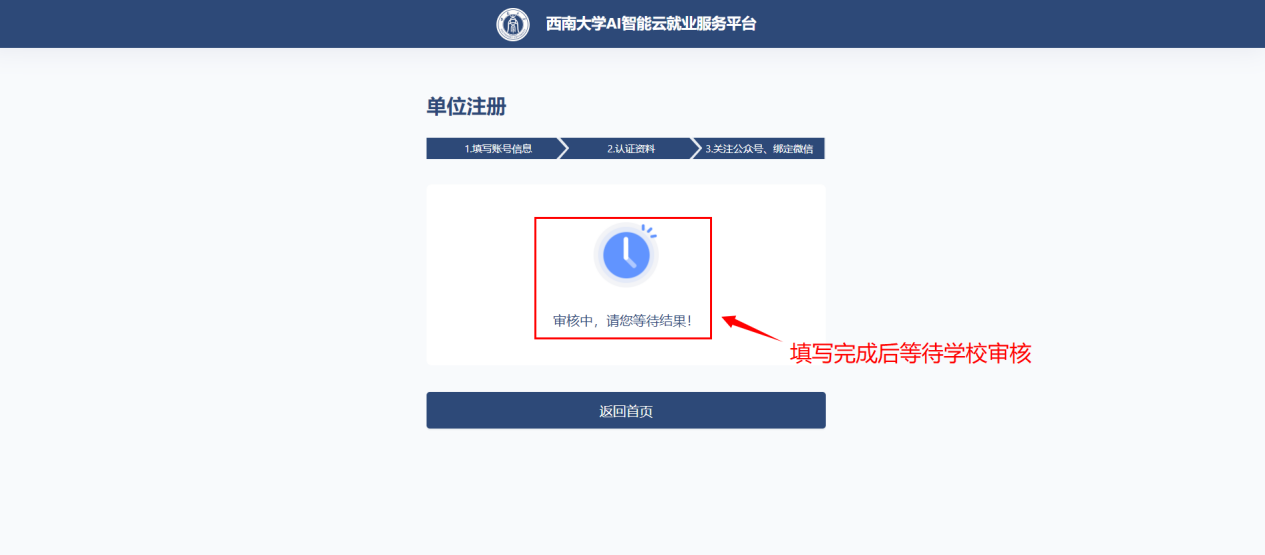 西南大学AI智能云就业服务平台
单位注册
1.填写账号信息
2.认证资料
3.关注公众号、绑定微信
审核中，请您等待结果！
填写完成后等待学校审核
返回首页